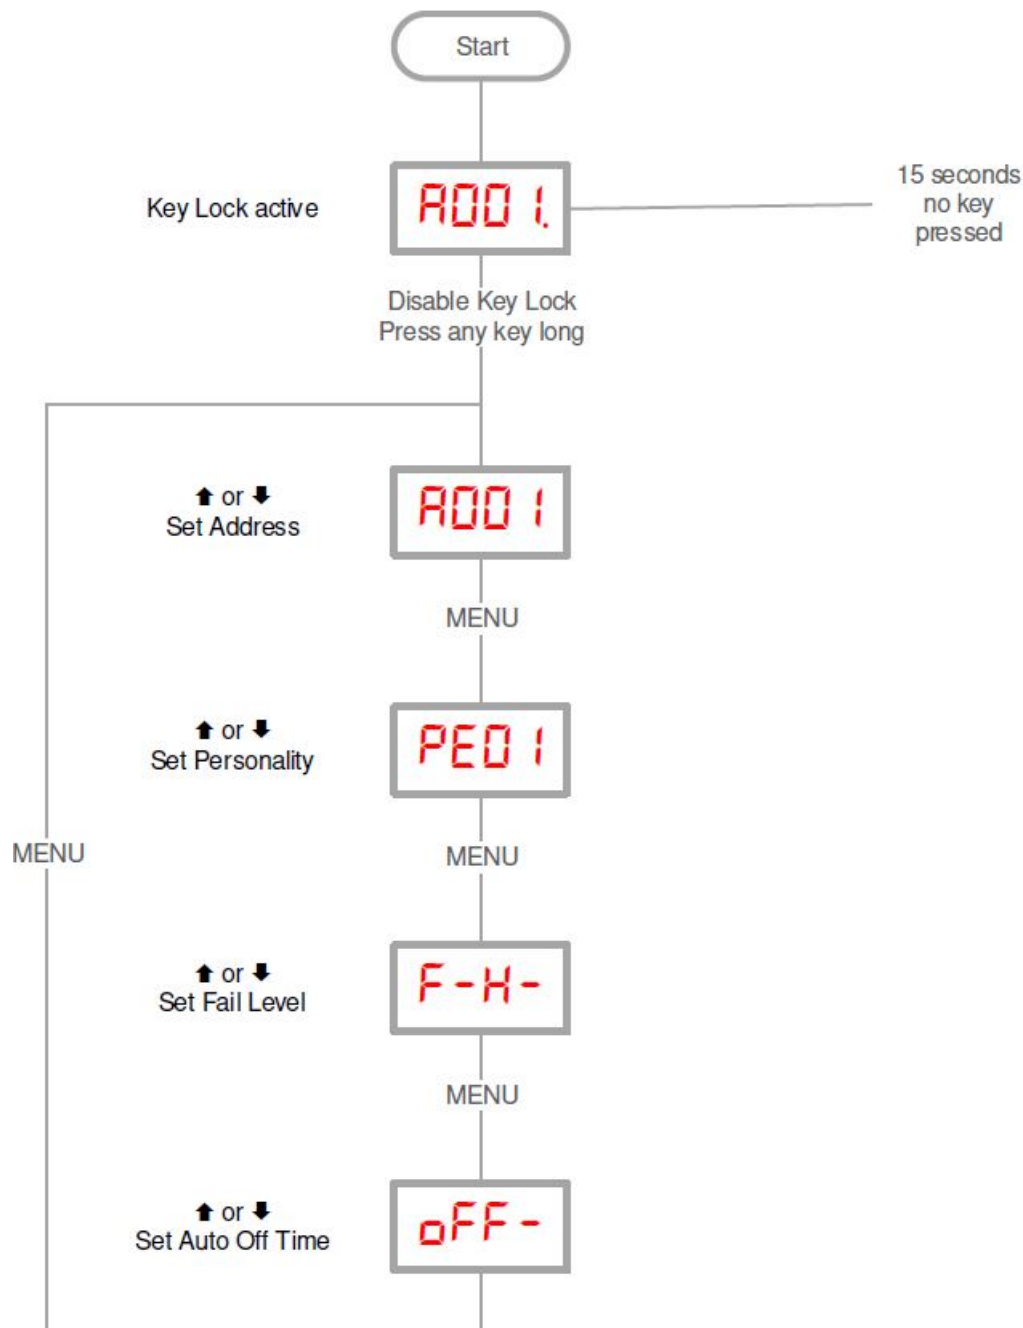 Start
Key Lock active
A001.
15 seconds
no key
pressed
Disable Key Lock
Press any key long
⬆ or ⬇
Set Address
A001
MENU
⬆ or ⬇
Set Personality
PE01
MENU
MENU
⬆ or ⬇
Set Fail Level
F-H-
MENU
⬆ or ⬇
Set Auto Off Time
oFF-